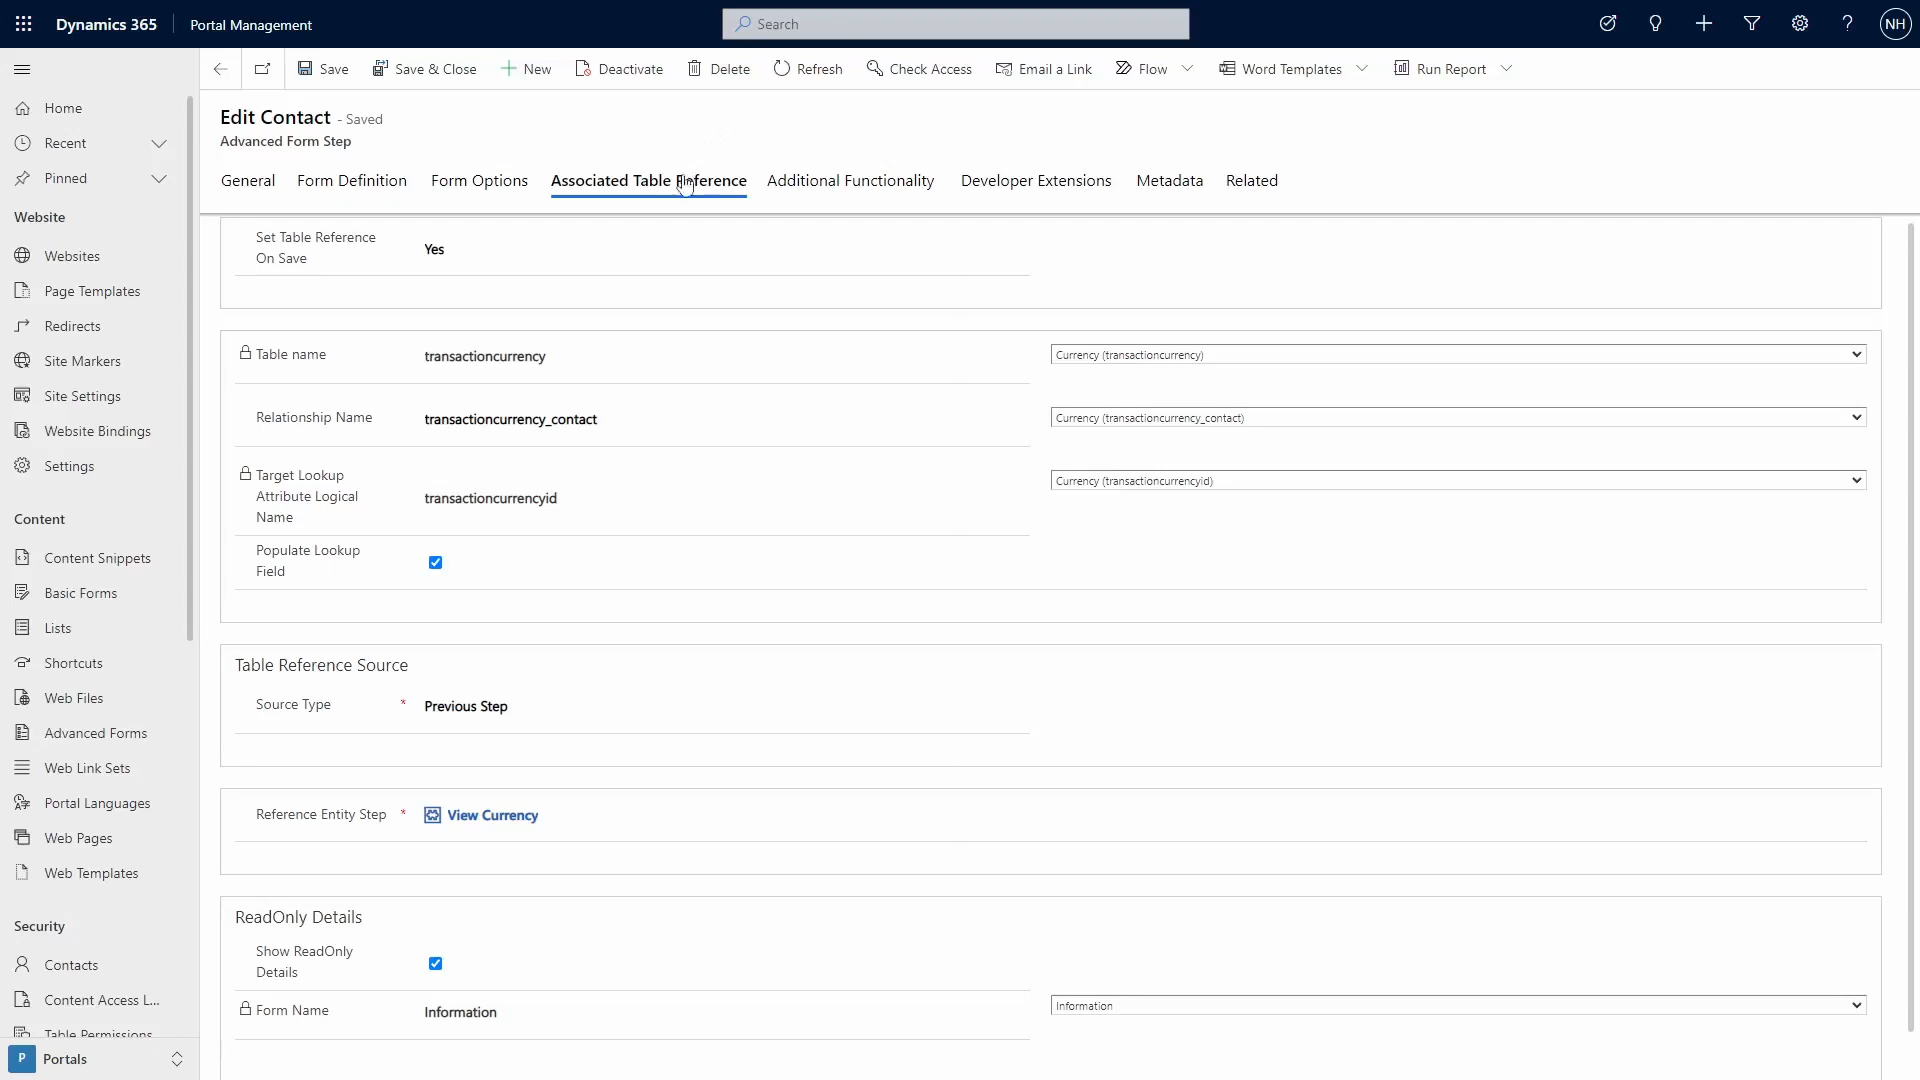 Dynamics 365
Portal Management
Search
NH
Save
Save & Close
New
Deactivate
Delete
Refresh
Check Access
Email a Link
Flow
Word Templates
Run Report
Home
Recent
Pinned
Website
Websites
Page Templates
Redirects
Site Markers
Site Settings
Website Bindings
Settings
Content
Content Snippets
Basic Forms
Lists
Shortcuts
Web Files
Advanced Forms
Web Link Sets
Portal Languages
Web Pages
Web Templates
Security
Contacts
Content Access L...
Table Permissions
P
Portals
Edit Contact - Saved
Advanced Form Step
General
Form Definition
Form Options
Associated Table Reference
Additional Functionality
Developer Extensions
Metadata
Related
Set Table Reference
On Save
Yes
Table name
transactioncurrency
Currency (transactioncurrency)
Relationship Name
transactioncurrency_contact
Currency (transactioncurrency_contact)
Target Lookup
Attribute Logical
Name
transactioncurrencyid
Currency (transactioncurrencyid)
Populate Lookup
Field
Table Reference Source
Source Type *
Previous Step
Reference Entity Step *
View Currency
ReadOnly Details
Show ReadOnly
Details
Form Name
Information
Information